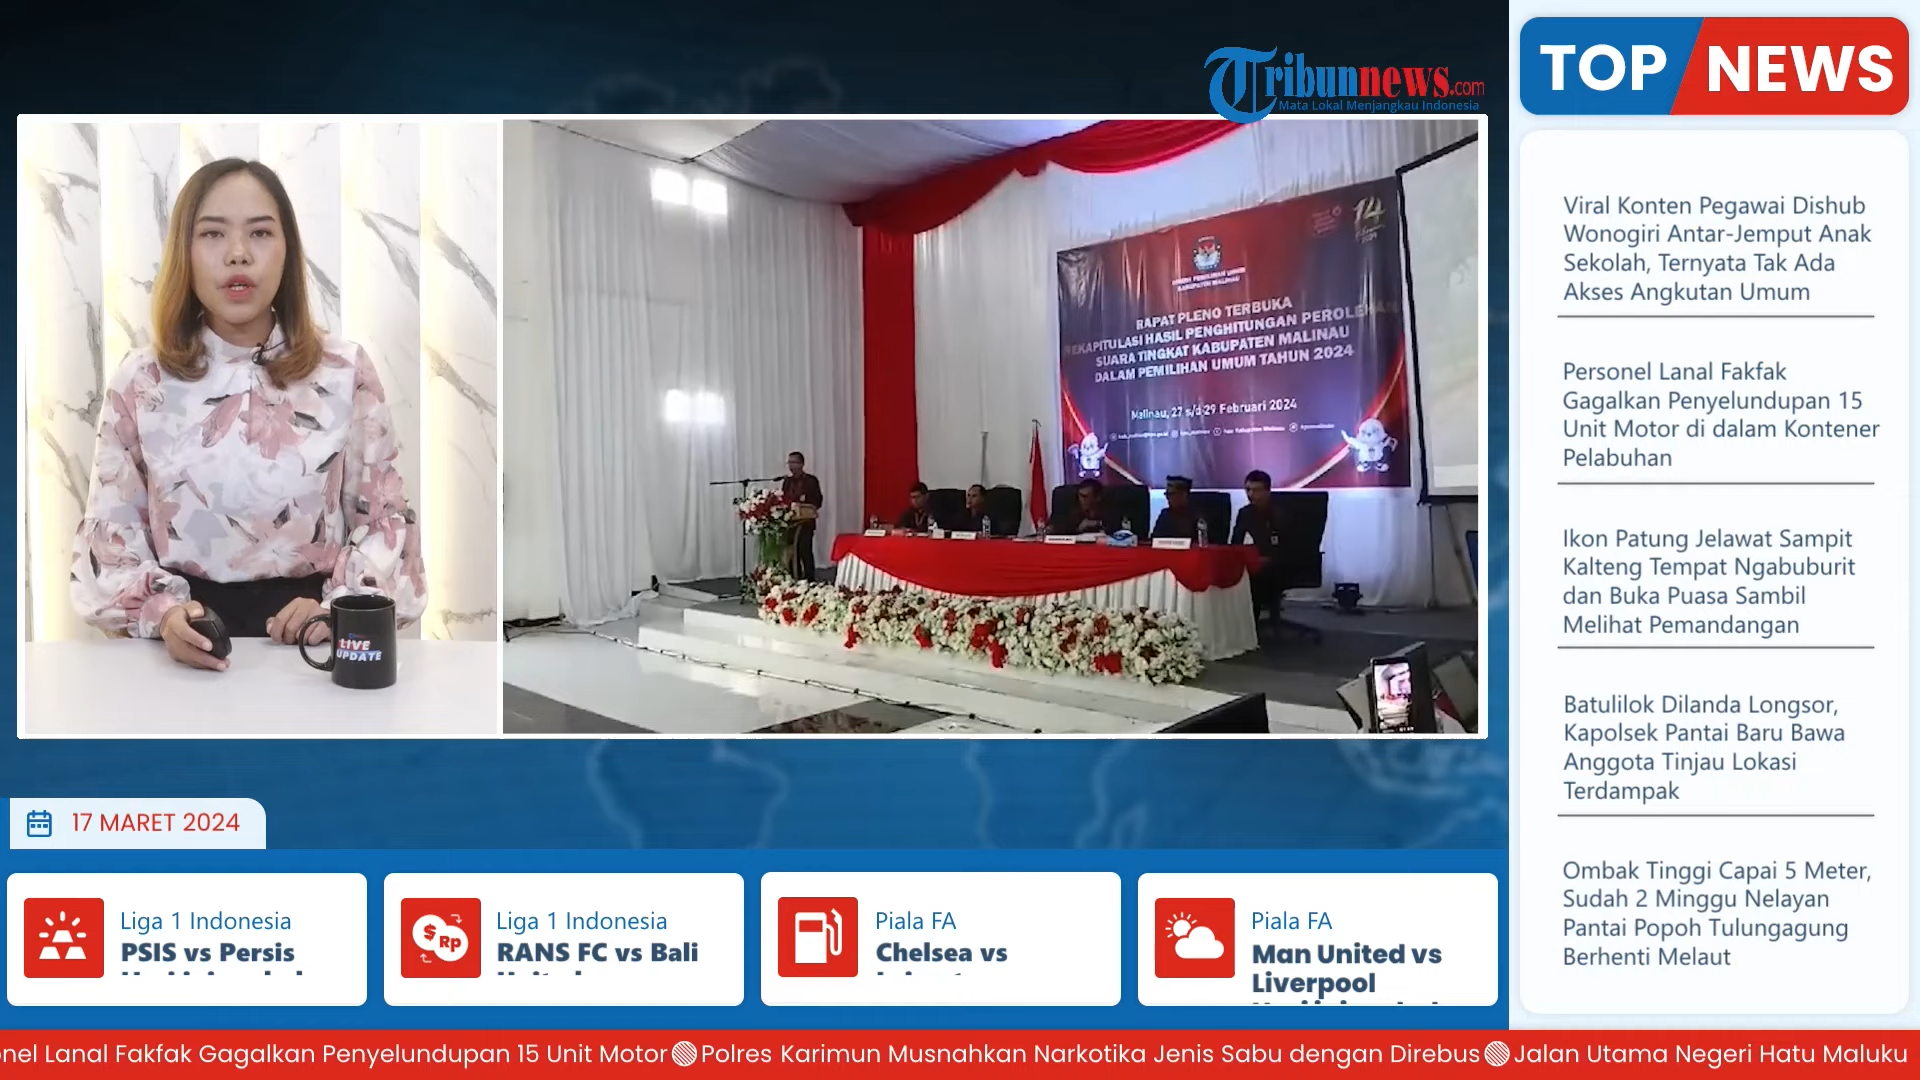 Tribunnews.com
Mata Lokal Menjangkau Indonesia
TOP NEWS
14
KABUPATEN MALINAU
RAPAT PLENO TERBUKA
REKAPITULASI HASIL PENGHITUNGAN PEROLEHAN
SUARA TINGKAT KABUPATEN MALINAU
DALAM PEMILIHAN UMUM TAHUN 2024
Malinau, 27 s/d 29 Februari 2024
LIVE
UPDATE
Viral Konten Pegawai Dishub
Wonogiri Antar-Jemput Anak
Sekolah, Ternyata Tak Ada
Akses Angkutan Umum
Personel Lanal Fakfak
Gagalkan Penyelundupan 15
Unit Motor di dalam Kontener
Pelabuhan
Ikon Patung Jelawat Sampit
Kalteng Tempat Ngabuburit
dan Buka Puasa Sambil
Melihat Pemandangan
Batulilok Dilanda Longsor,
Kapolsek Pantai Baru Bawa
Anggota Tinjau Lokasi
Terdampak
Ombak Tinggi Capai 5 Meter,
Sudah 2 Minggu Nelayan
Pantai Popoh Tulungagung
Berhenti Melaut
17 MARET 2024
Liga 1 Indonesia
PSIS vs Persis
$ Rp
Liga 1 Indonesia
RANS FC vs Bali
Piala FA
Chelsea vs
Piala FA
Man United vs
Liverpool
nel Lanal Fakfak Gagalkan Penyelundupan 15 Unit Motor Polres Karimun Musnahkan Narkotika Jenis Sabu dengan Direbus Jalan Utama Negeri Hatu Maluku